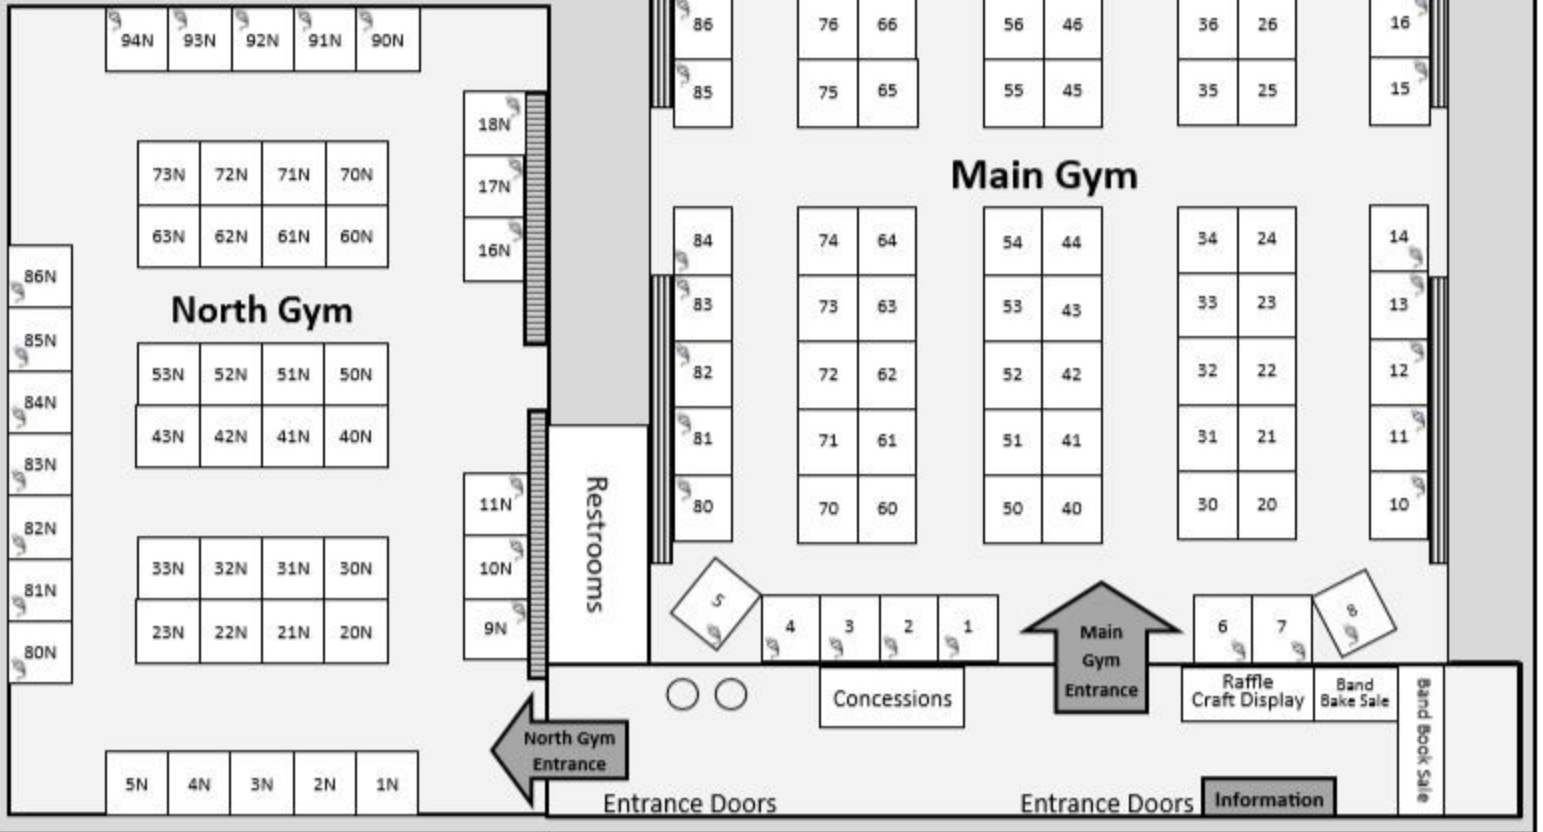 94N 93N 92N 91N 90N
18N
17N
16N
73N 72N 71N 70N
63N 62N 61N 60N
North Gym
86N
85N
84N
83N
82N
81N
80N
53N 52N 51N 50N
43N 42N 41N 40N
11N
10N
9N
33N 32N 31N 30N
23N 22N 21N 20N
5N 4N 3N 2N 1N
Restrooms
86 76 66 56 46 36 26 16
85 75 65 55 45 35 25 15
Main Gym
84 74 64 54 44 34 24 14
83 73 63 53 43 33 23 13
82 72 62 52 42 32 22 12
81 71 61 51 41 31 21 11
80 70 60 50 40 30 20 10
5 4 3 2 1
Main
Gym
Entrance
6 7 8
Concessions
Raffle
Craft Display
Band
Bake Sale
Band Book Sale
North Gym
Entrance
Entrance Doors
Entrance Doors
Information